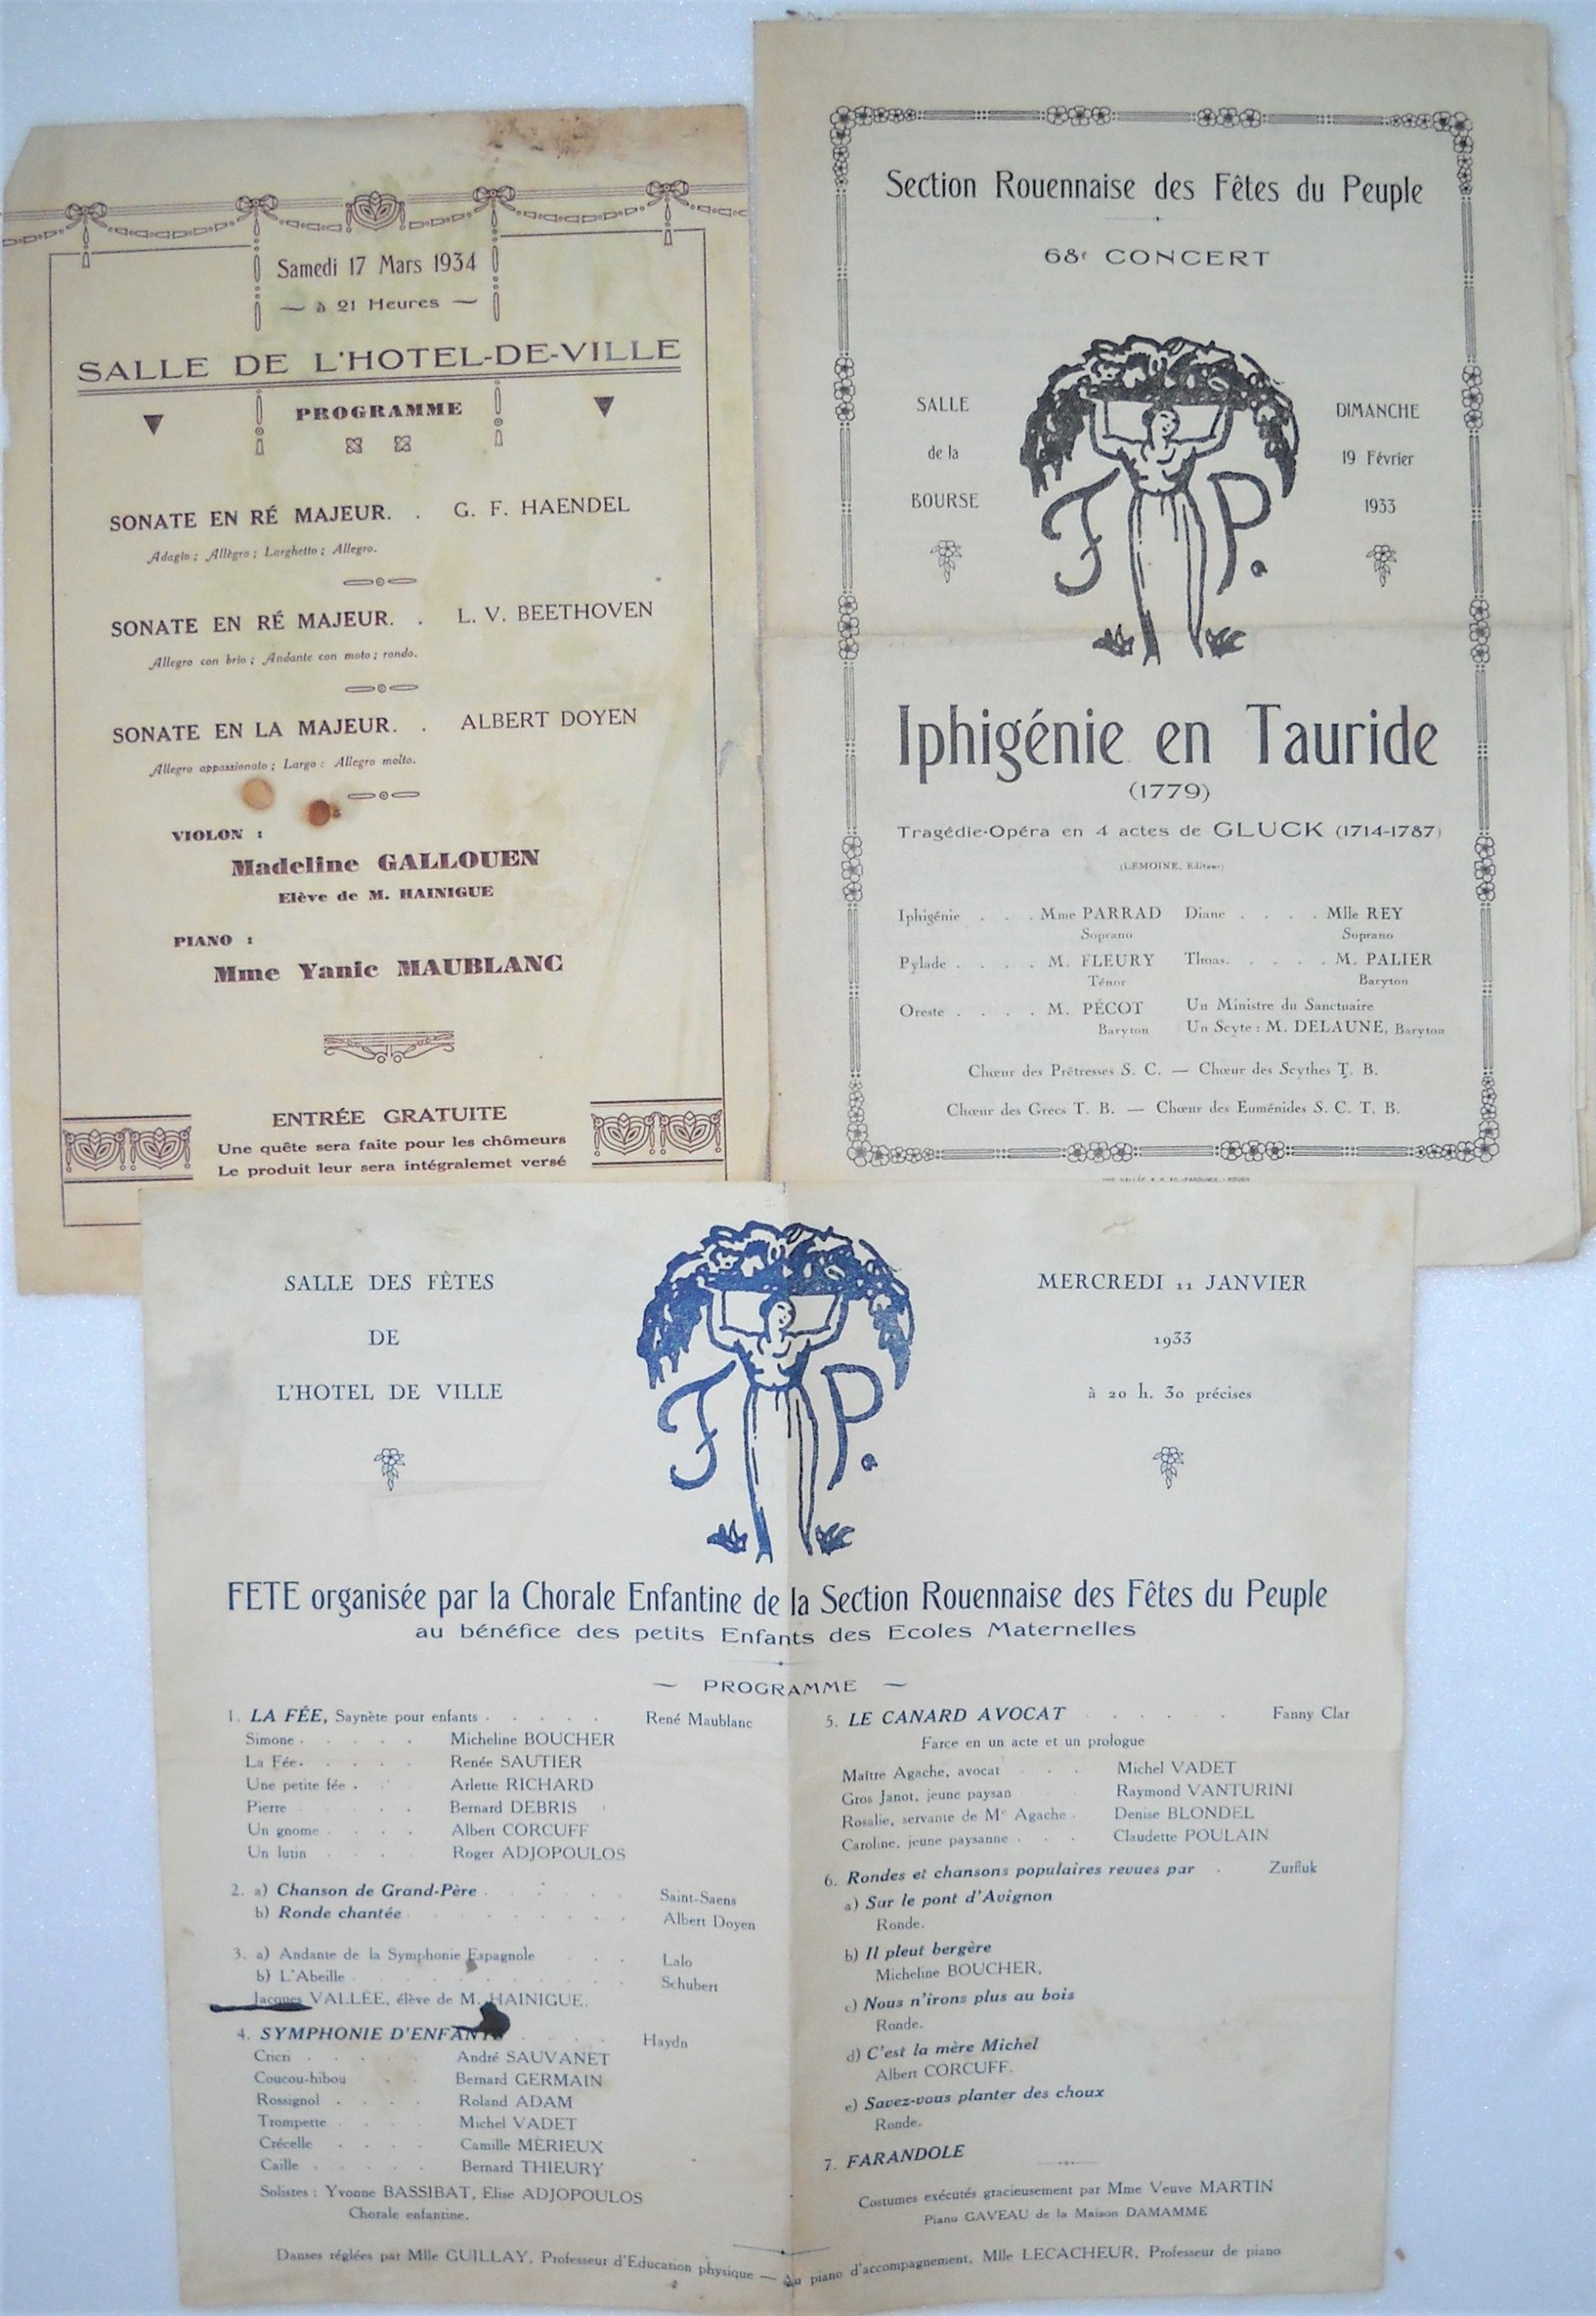 Samedi 17 Mars 1934
— à 21 Heures —
SALLE DE L'HOTEL-DE-VILLE
PROGRAMME
SONATE EN RÉ MAJEUR. . G. F. HAENDEL
Adagio ; Allègro ; Larghetto ; Allegro.
SONATE EN RÉ MAJEUR. . L. V. BEETHOVEN
Allegro con brio ; Andante con moto ; rondo.
SONATE EN LA MAJEUR. . ALBERT DOYEN
Allegro appassionato ; Largo : Allegro molto.
VIOLON :
Madeline GALLOUEN
Elève de M. HAINIGUE
PIANO :
Mme Yanic MAUBLANC
ENTRÉE GRATUITE
Une quête sera faite pour les chômeurs
Le produit leur sera intégralemet versé
Section Rouennaise des Fêtes du Peuple
68e CONCERT
SALLE
de la
BOURSE
F P.
DIMANCHE
19 Février
1933
Iphigénie en Tauride
(1779)
Tragédie-Opéra en 4 actes de GLUCK (1714-1787)
(LEMOINE, Editeur)
Iphigénie . . . Mme PARRAD Diane . . . . Mlle REY
Soprano Soprano
Pylade . . . . M. FLEURY Thoas. . . . . M. PALIER
Ténor Baryton
Oreste . . . . M. PÉCOT Un Ministre du Sanctuaire
Baryton Un Scyte : M. DELAUNE, Baryton
Chœur des Prêtresses S. C. — Chœur des Scythes T. B.
Chœur des Grecs T. B. — Chœur des Euménides S. C. T. B.
SALLE DES FÊTES
DE
L'HOTEL DE VILLE
F P.
MERCREDI 11 JANVIER
1933
à 20 h. 30 précises
FETE organisée par la Chorale Enfantine de la Section Rouennaise des Fêtes du Peuple
au bénéfice des petits Enfants des Ecoles Maternelles
— PROGRAMME —
1. LA FÉE, Saynète pour enfants . . . . . René Maublanc
Simone . . . . . Micheline BOUCHER
La Fée. . . . . Renée SAUTIER
Une petite fée . . . Arlette RICHARD
Pierre . . . . Bernard DEBRIS
Un gnome . . . . Albert CORCUFF
Un lutin . . . . Roger ADJOPOULOS
2. a) Chanson de Grand-Père . . . . . Saint-Saens
b) Ronde chantée . . . . . . . Albert Doyen
3. a) Andante de la Symphonie Espagnole . . . Lalo
b) L'Abeille . . . . . . . . . Schubert
Jacques VALLÉE, élève de M. HAINIGUE.
4. SYMPHONIE D'ENFANTS . . . . Haydn
Cricri . . . . . André SAUVANET
Coucou-hibou . . Bernard GERMAIN
Rossignol . . . . Roland ADAM
Trompette . . . . Michel VADET
Crécelle . . . . Camille MÉRIEUX
Caille . . . . . Bernard THIEURY
Solistes : Yvonne BASSIBAT, Elise ADJOPOULOS
Chorale enfantine.
5. LE CANARD AVOCAT . . . . . Fanny Clar
Farce en un acte et un prologue
Maître Agache, avocat . . . Michel VADET
Gros Janot, jeune paysan Raymond VANTURINI
Rosalie, servante de Me Agache . Denise BLONDEL
Caroline, jeune paysanne . . . Claudette POULAIN
6. Rondes et chansons populaires revues par . Zurfluk
a) Sur le pont d'Avignon
Ronde.
b) Il pleut bergère
Micheline BOUCHER,
c) Nous n'irons plus au bois
Ronde.
d) C'est la mère Michel
Albert CORCUFF.
e) Savez-vous planter des choux
Ronde.
7. FARANDOLE
Costumes exécutés gracieusement par Mme Veuve MARTIN
Piano GAVEAU de la Maison DAMAMME
Danses réglées par Mlle GUILLAY, Professeur d'Education physique — Au piano d'accompagnement, Mlle LECACHEUR, Professeur de piano